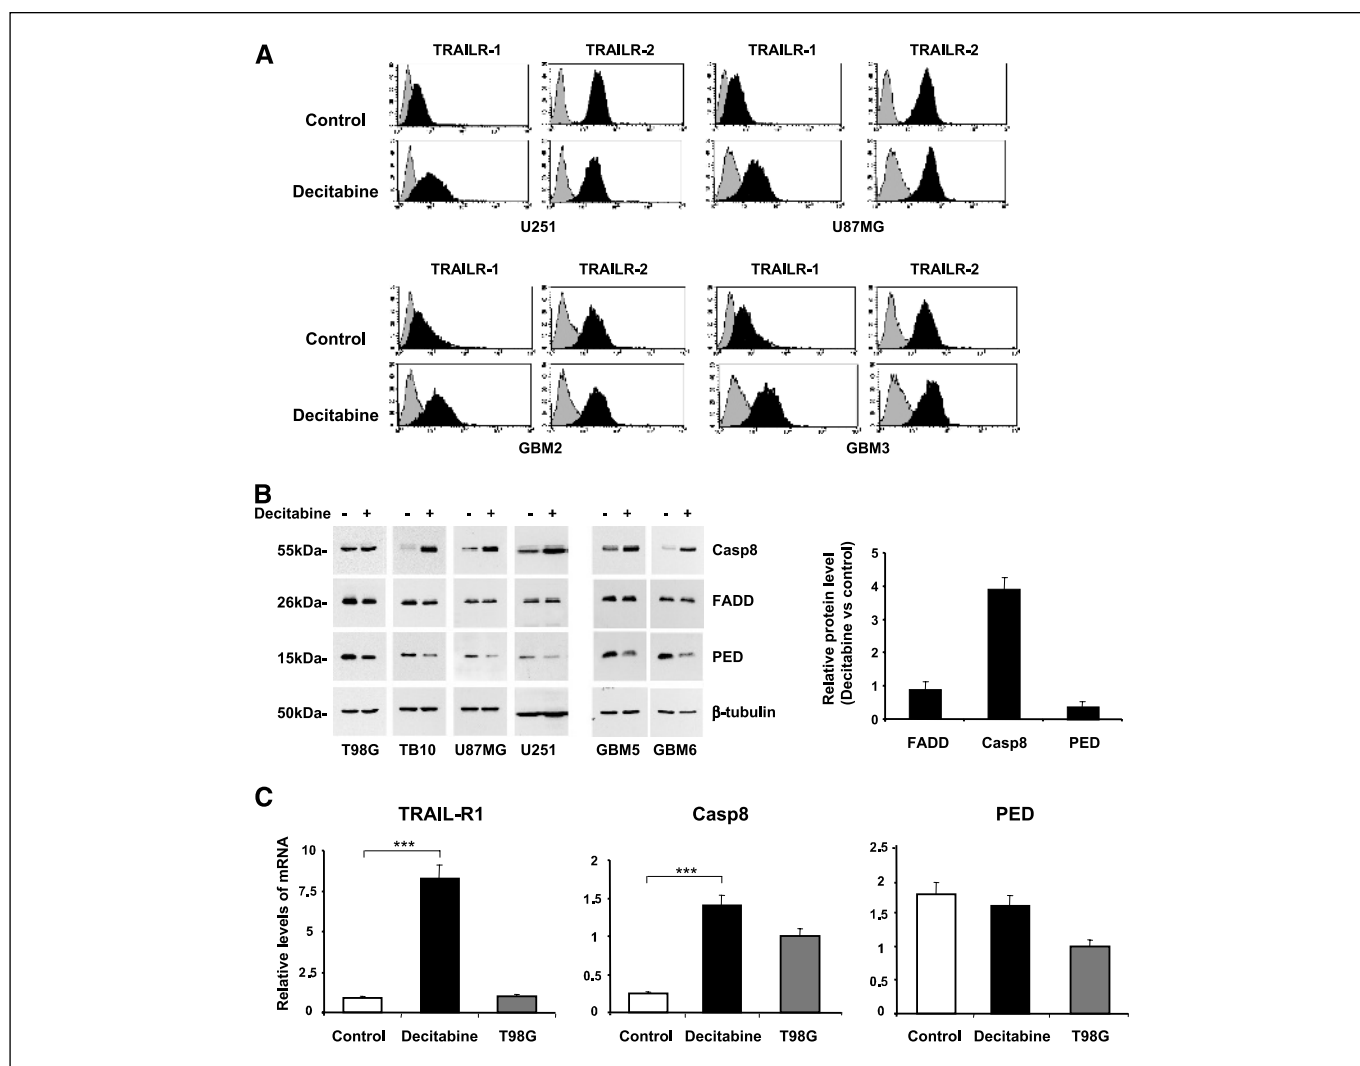 A
TRAILR-1 TRAILR-2 TRAILR-1 TRAILR-2
Control
Decitabine
U251 U87MG
TRAILR-1 TRAILR-2 TRAILR-1 TRAILR-2
Control
Decitabine
GBM2 GBM3
B
Decitabine - + - + - + - + - + - +
55kDa- Casp8
26kDa- FADD
15kDa- PED
50kDa- β-tubulin
T98G TB10 U87MG U251 GBM5 GBM6
Relative protein level
(Decitabine vs control)
5
4
3
2
1
0
FADD Casp8 PED
C
TRAIL-R1
Relative levels of mRNA
10
7.5
5
2.5
0
Control Decitabine T98G
***
Casp8
2
1.5
1
0.5
0
Control Decitabine T98G
***
PED
2.5
2
1.5
1
0.5
0
Control Decitabine T98G